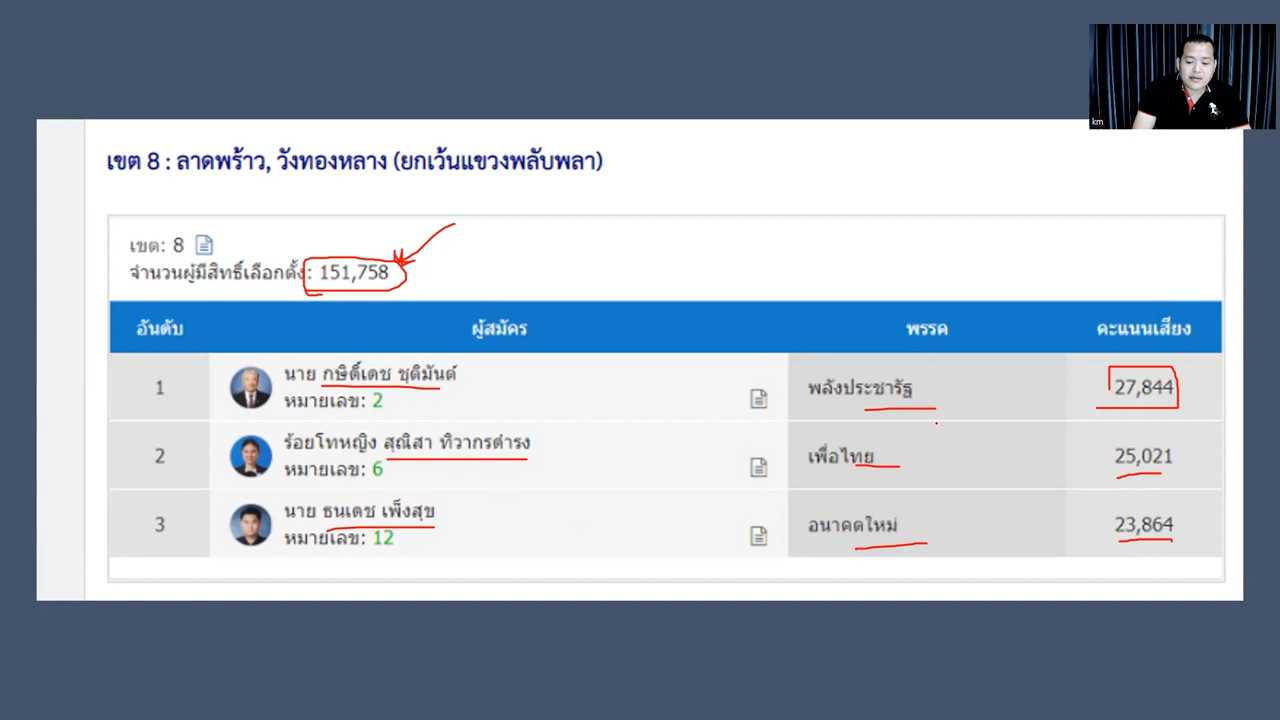 km
เขต 8 : ลาดพร้าว, วังทองหลาง (ยกเว้นแขวงพลับพลา)
เขต: 8
จำนวนผู้มีสิทธิ์เลือกตั้ง: 151,758
อันดับ ผู้สมัคร พรรค คะแนนเสียง
1 นาย กษิดิ์เดช ชุติมันต์ พลังประชารัฐ 27,844
หมายเลข: 2
2 ร้อยโทหญิง สุณิสา ทิวากรดำรง เพื่อไทย 25,021
หมายเลข: 6
3 นาย ธนเดช เพ็งสุข อนาคตใหม่ 23,864
หมายเลข: 12